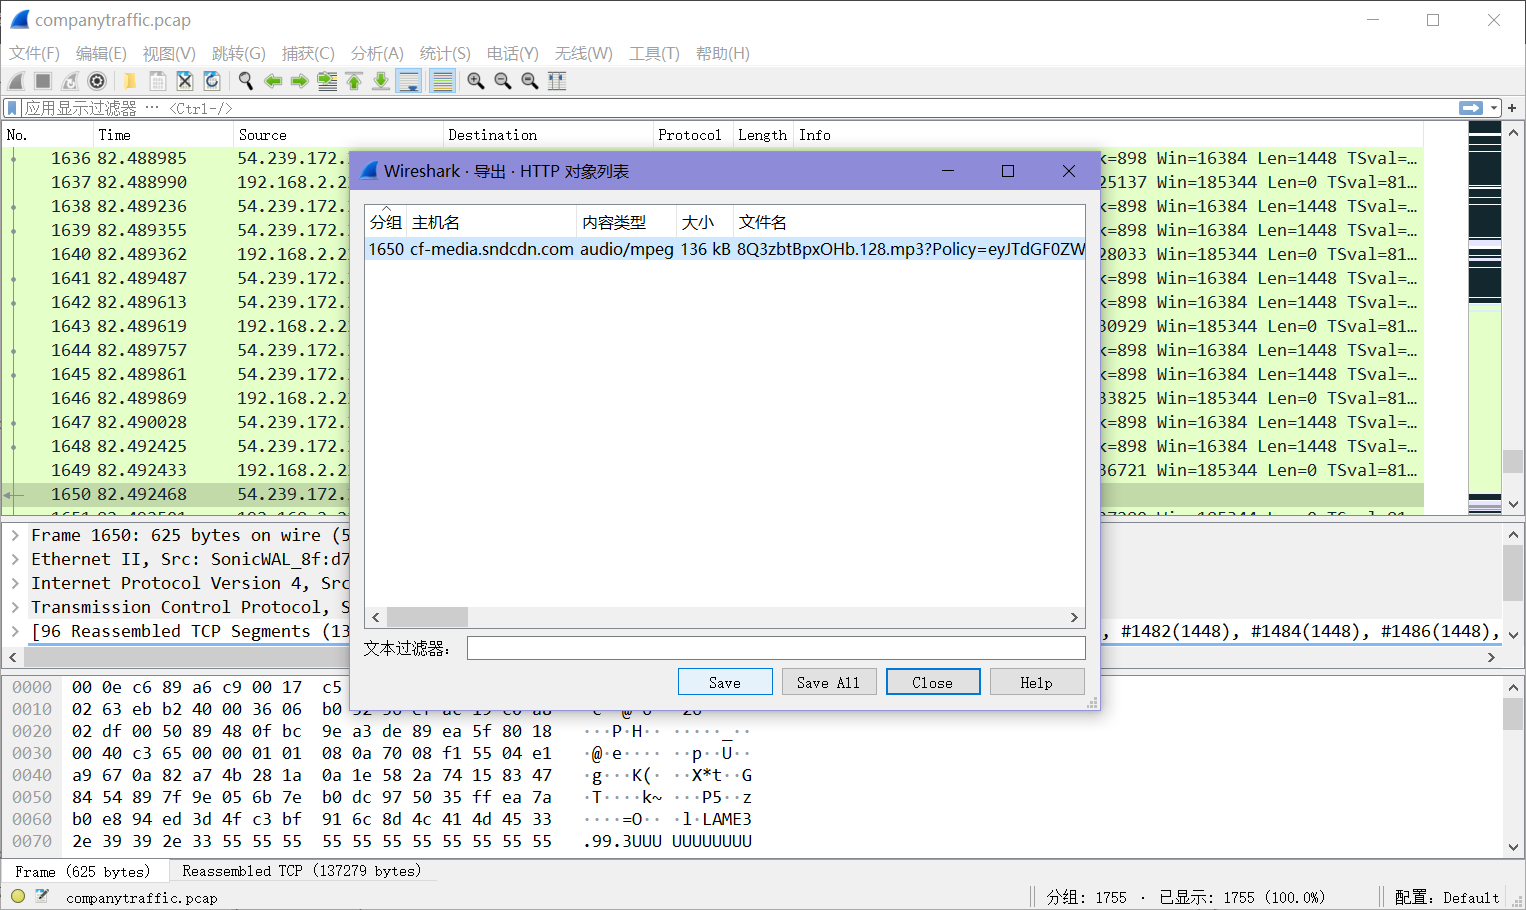 companytraffic.pcap
文件(F) 编辑(E) 视图(V) 跳转(G) 捕获(C) 分析(A) 统计(S) 电话(Y) 无线(W) 工具(T) 帮助(H)
应用显示过滤器 … <Ctrl-/>
No. Time Source Destination Protocol Length Info
1636 82.488985 54.239.172. k=898 Win=16384 Len=1448 TSval=…
1637 82.488990 192.168.2.2 25137 Win=185344 Len=0 TSval=81…
1638 82.489236 54.239.172. k=898 Win=16384 Len=1448 TSval=…
1639 82.489355 54.239.172. k=898 Win=16384 Len=1448 TSval=…
1640 82.489362 192.168.2.2 28033 Win=185344 Len=0 TSval=81…
1641 82.489487 54.239.172. k=898 Win=16384 Len=1448 TSval=…
1642 82.489613 54.239.172. k=898 Win=16384 Len=1448 TSval=…
1643 82.489619 192.168.2.2 30929 Win=185344 Len=0 TSval=81…
1644 82.489757 54.239.172. k=898 Win=16384 Len=1448 TSval=…
1645 82.489861 54.239.172. k=898 Win=16384 Len=1448 TSval=…
1646 82.489869 192.168.2.2 33825 Win=185344 Len=0 TSval=81…
1647 82.490028 54.239.172. k=898 Win=16384 Len=1448 TSval=…
1648 82.492425 54.239.172. k=898 Win=16384 Len=1448 TSval=…
1649 82.492433 192.168.2.2 36721 Win=185344 Len=0 TSval=81…
1650 82.492468 54.239.172.
Wireshark · 导出 · HTTP 对象列表
分组 主机名 内容类型 大小 文件名
1650 cf-media.sndcdn.com audio/mpeg 136 kB 8Q3zbtBpxOHb.128.mp3?Policy=eyJTdGF0ZW
文本过滤器：
Save Save All Close Help
Frame 1650: 625 bytes on wire (5
Ethernet II, Src: SonicWAL_8f:d7
Internet Protocol Version 4, Src
Transmission Control Protocol, S
[96 Reassembled TCP Segments (13 , #1482(1448), #1484(1448), #1486(1448),
0000 00 0e c6 89 a6 c9 00 17 c5
0010 02 63 eb b2 40 00 36 06
0020 02 df 00 50 89 48 0f bc 9e a3 de 89 ea 5f 80 18 ···P·H·· ·····_··
0030 00 40 c3 65 00 00 01 01 08 0a 70 08 f1 55 04 e1 ·@·e···· ··p··U··
0040 a9 67 0a 82 a7 4b 28 1a 0a 1e 58 2a 74 15 83 47 ·g···K(· ··X*t··G
0050 84 54 89 7f 9e 05 6b 7e b0 dc 97 50 35 ff ea 7a ·T····k~ ···P5··z
0060 b0 e8 94 ed 3d 4f c3 bf 91 6c 8d 4c 41 4d 45 33 ····=O·· ·l·LAME3
0070 2e 39 39 2e 33 55 55 55 55 55 55 55 55 55 55 55 .99.3UUU UUUUUUUU
Frame (625 bytes) Reassembled TCP (137279 bytes)
companytraffic.pcap 分组: 1755 · 已显示: 1755 (100.0%) 配置: Default